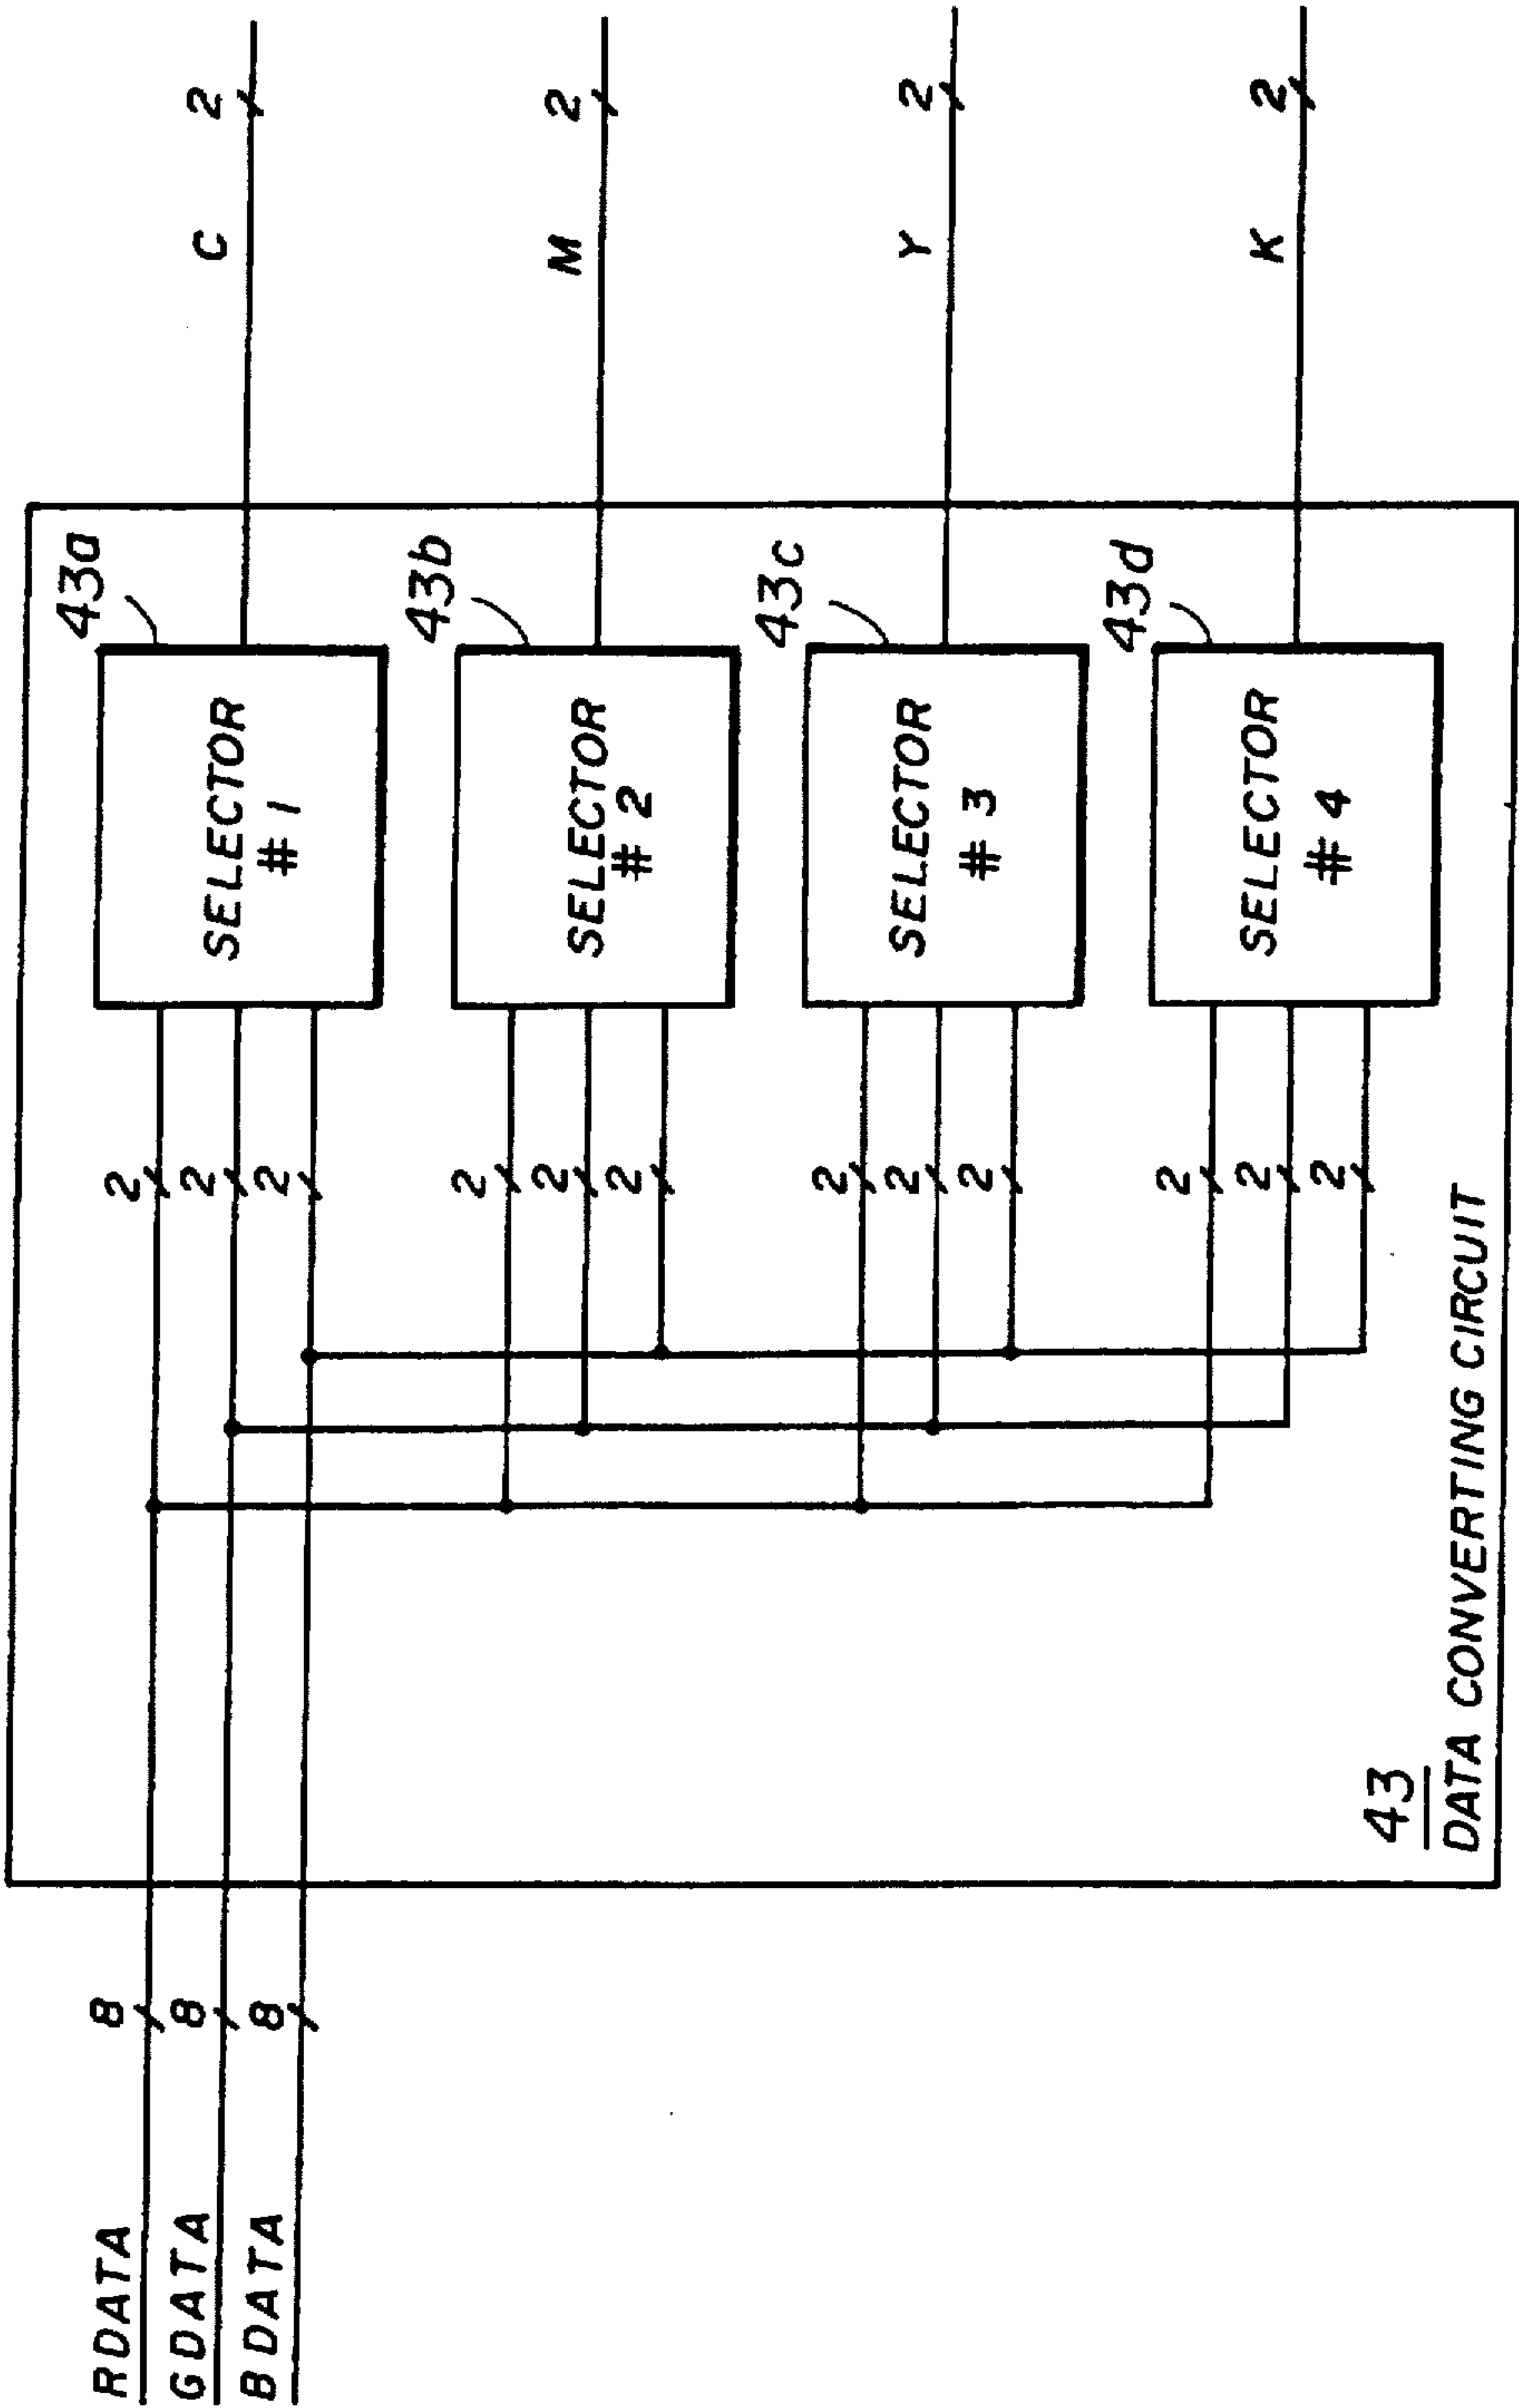 RDATA
8
GDATA
8
BDATA
8
43a
SELECTOR
# 1
2
2
2
C
2
43b
SELECTOR
# 2
2
2
2
M
2
43c
SELECTOR
# 3
2
2
2
Y
2
43d
SELECTOR
# 4
2
2
2
K
2
43
DATA CONVERTING CIRCUIT